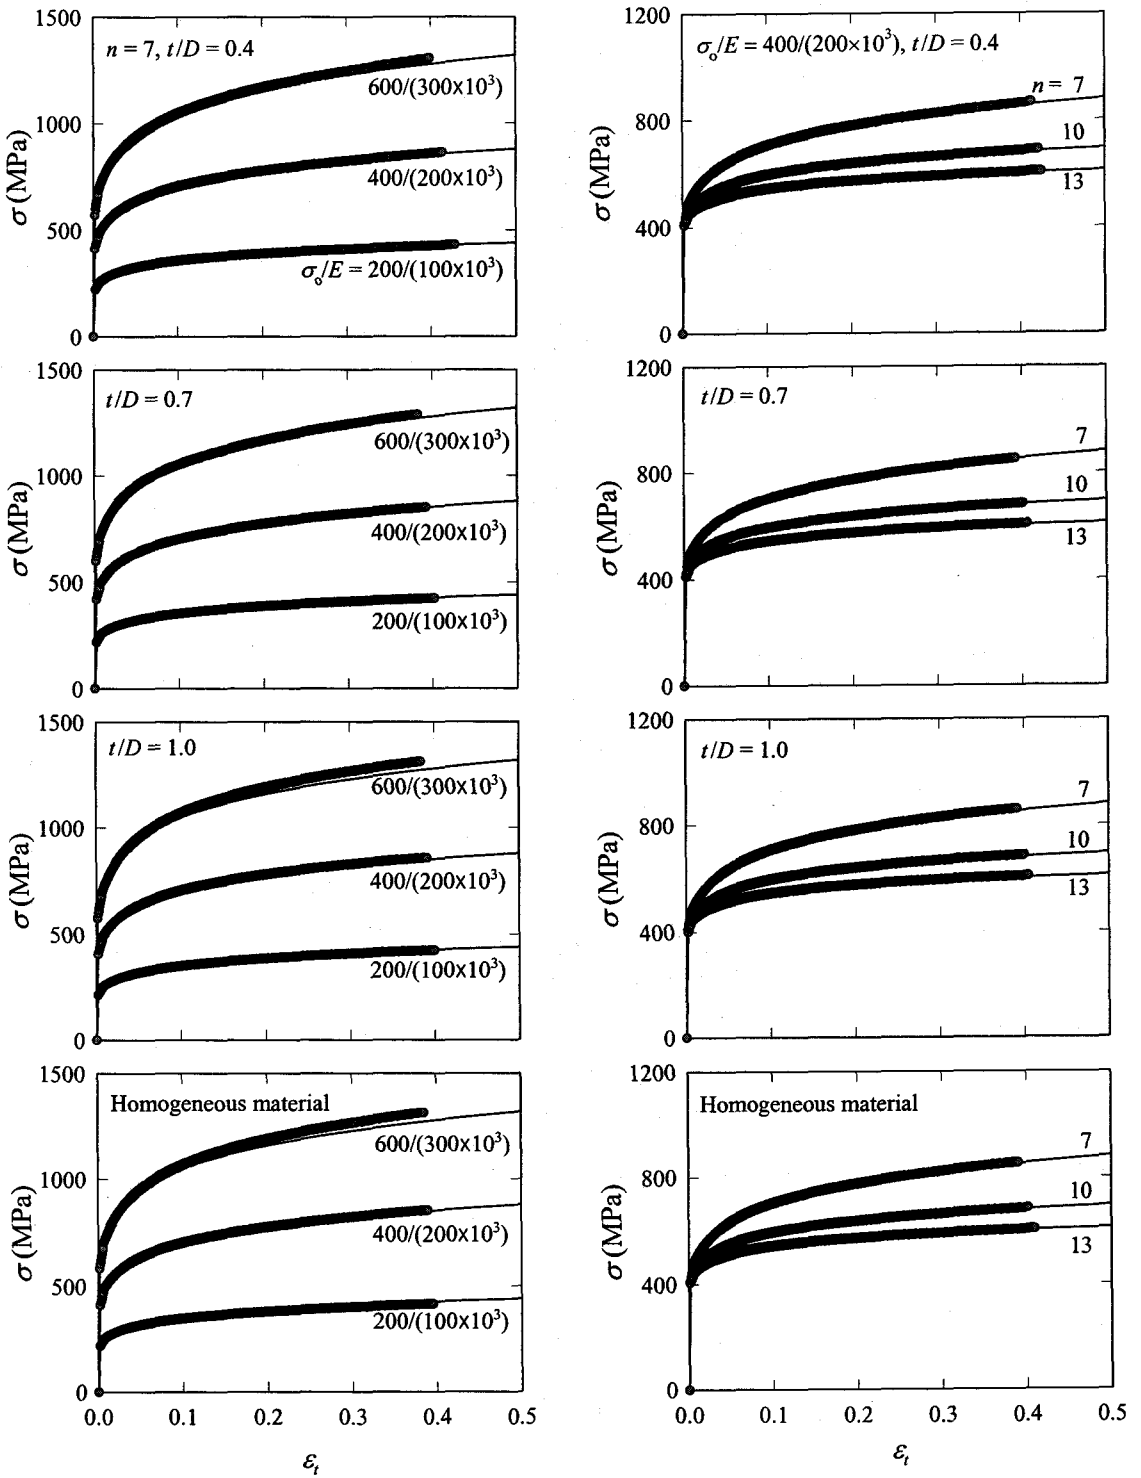 1500
n = 7, t/D = 0.4
600/(300x10³)
1000
σ (MPa)
400/(200x10³)
500
σₒ/E = 200/(100x10³)
0
1200
σₒ/E = 400/(200×10³), t/D = 0.4
n = 7
800
10
σ (MPa)
13
400
0
1500
t/D = 0.7
600/(300x10³)
1000
σ (MPa)
400/(200x10³)
500
200/(100x10³)
0
1200
t/D = 0.7
7
800
10
σ (MPa)
13
400
0
1500
t/D = 1.0
600/(300x10³)
1000
σ (MPa)
400/(200x10³)
500
200/(100x10³)
0
1200
t/D = 1.0
7
800
10
σ (MPa)
13
400
0
1500
Homogeneous material
600/(300x10³)
1000
σ (MPa)
400/(200x10³)
500
200/(100x10³)
0
0.0 0.1 0.2 0.3 0.4 0.5
εₜ
1200
Homogeneous material
7
800
10
σ (MPa)
13
400
0
0.0 0.1 0.2 0.3 0.4 0.5
εₜ